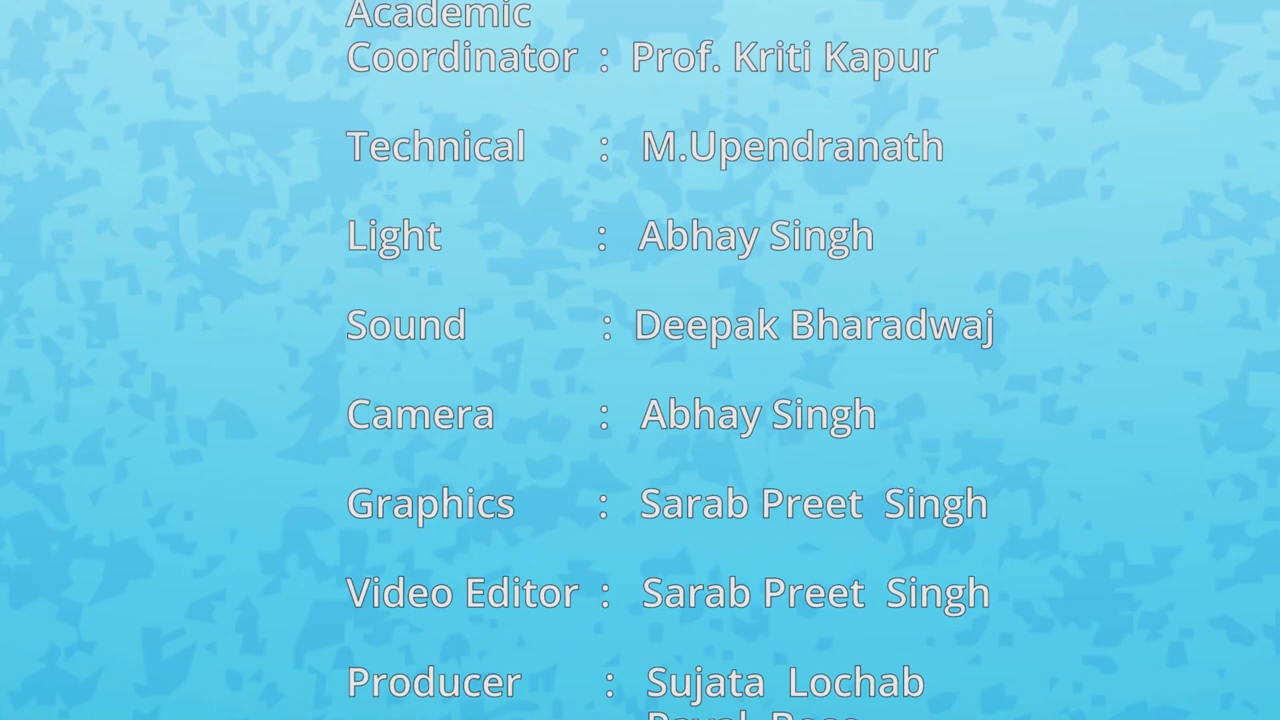 Academic
Coordinator : Prof. Kriti Kapur
Technical : M.Upendranath
Light : Abhay Singh
Sound : Deepak Bharadwaj
Camera : Abhay Singh
Graphics : Sarab Preet Singh
Video Editor : Sarab Preet Singh
Producer : Sujata Lochab